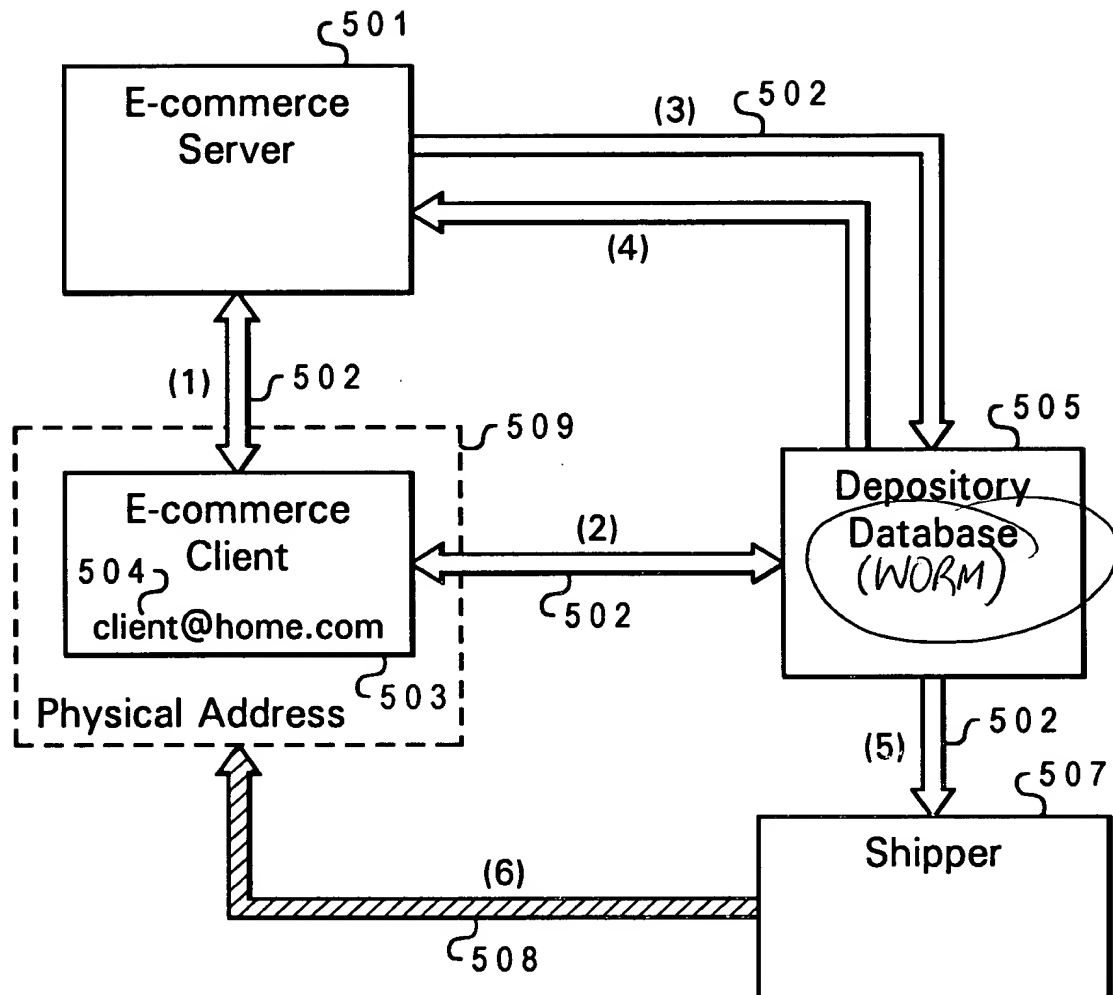 501
E-commerce
Server
(3)
502
(4)
(1)
502
509
505
E-commerce
Client
504
client@home.com
503
Physical Address
(2)
502
Depository
Database
(WORM)
(5)
502
507
Shipper
(6)
508